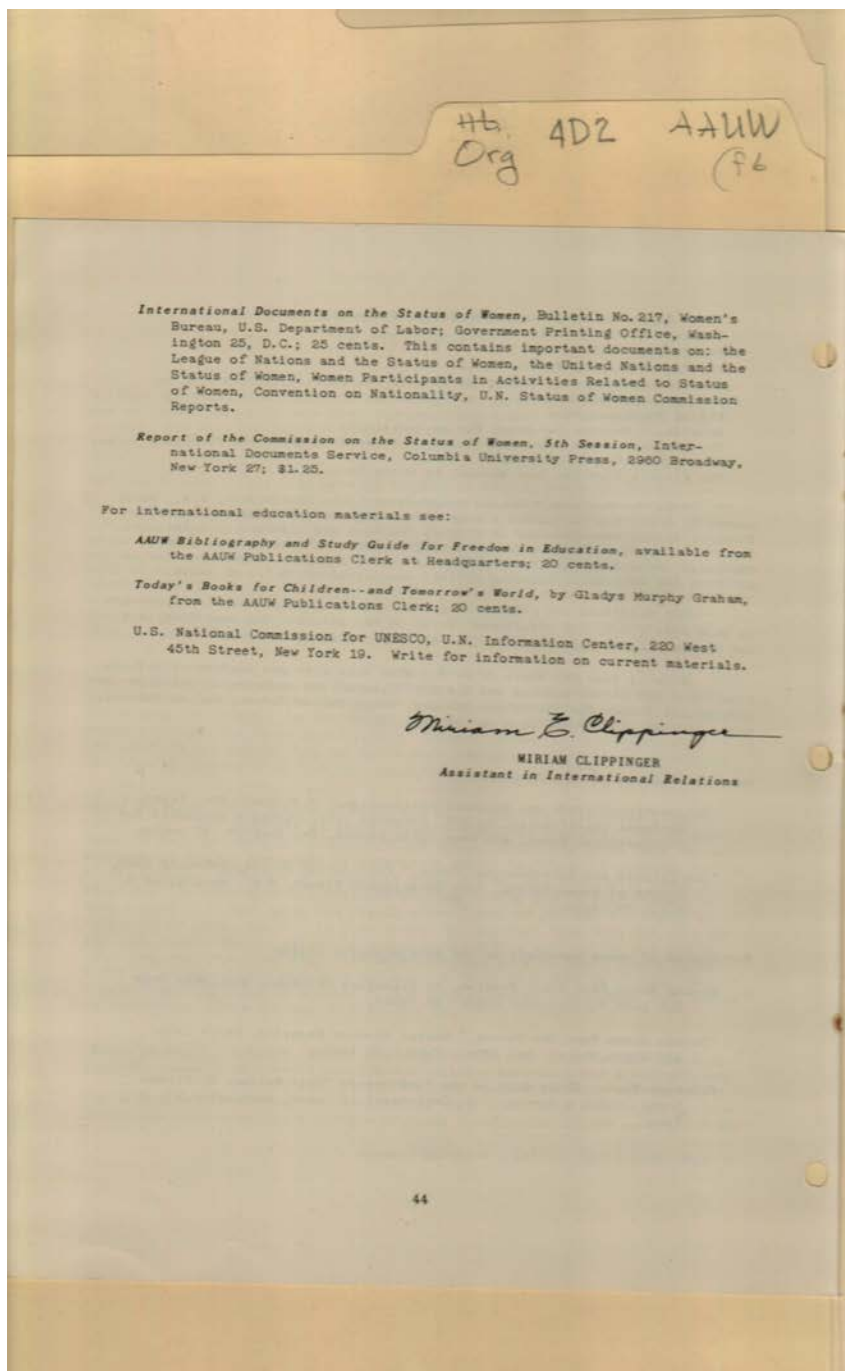 Hb. 4D2 AAUW
Org
International Documents on the Status of Women, Bulletin No. 217, Women's
Bureau, U.S. Department of Labor; Government Printing Office, Wash-
ington 25, D.C.; 25 cents. This contains important documents on: the
League of Nations and the Status of Women, the United Nations and the
Status of Women, Women Participants in Activities Related to Status
of Women, Convention on Nationality, U.N. Status of Women Commission
Reports.
Report of the Commission on the Status of Women, 5th Session, Inter-
national Documents Service, Columbia University Press, 2960 Broadway,
New York 27; $1.25.
For international education materials see:
AAUW Bibliography and Study Guide for Freedom in Education, available from
the AAUW Publications Clerk at Headquarters; 20 cents.
Today's Books for Children--and Tomorrow's World, by Gladys Murphy Graham,
from the AAUW Publications Clerk; 20 cents.
U.S. National Commission for UNESCO, U.N. Information Center, 220 West
45th Street, New York 19. Write for information on current materials.
Miriam E. Clippinger
MIRIAM CLIPPINGER
Assistant in International Relations
44